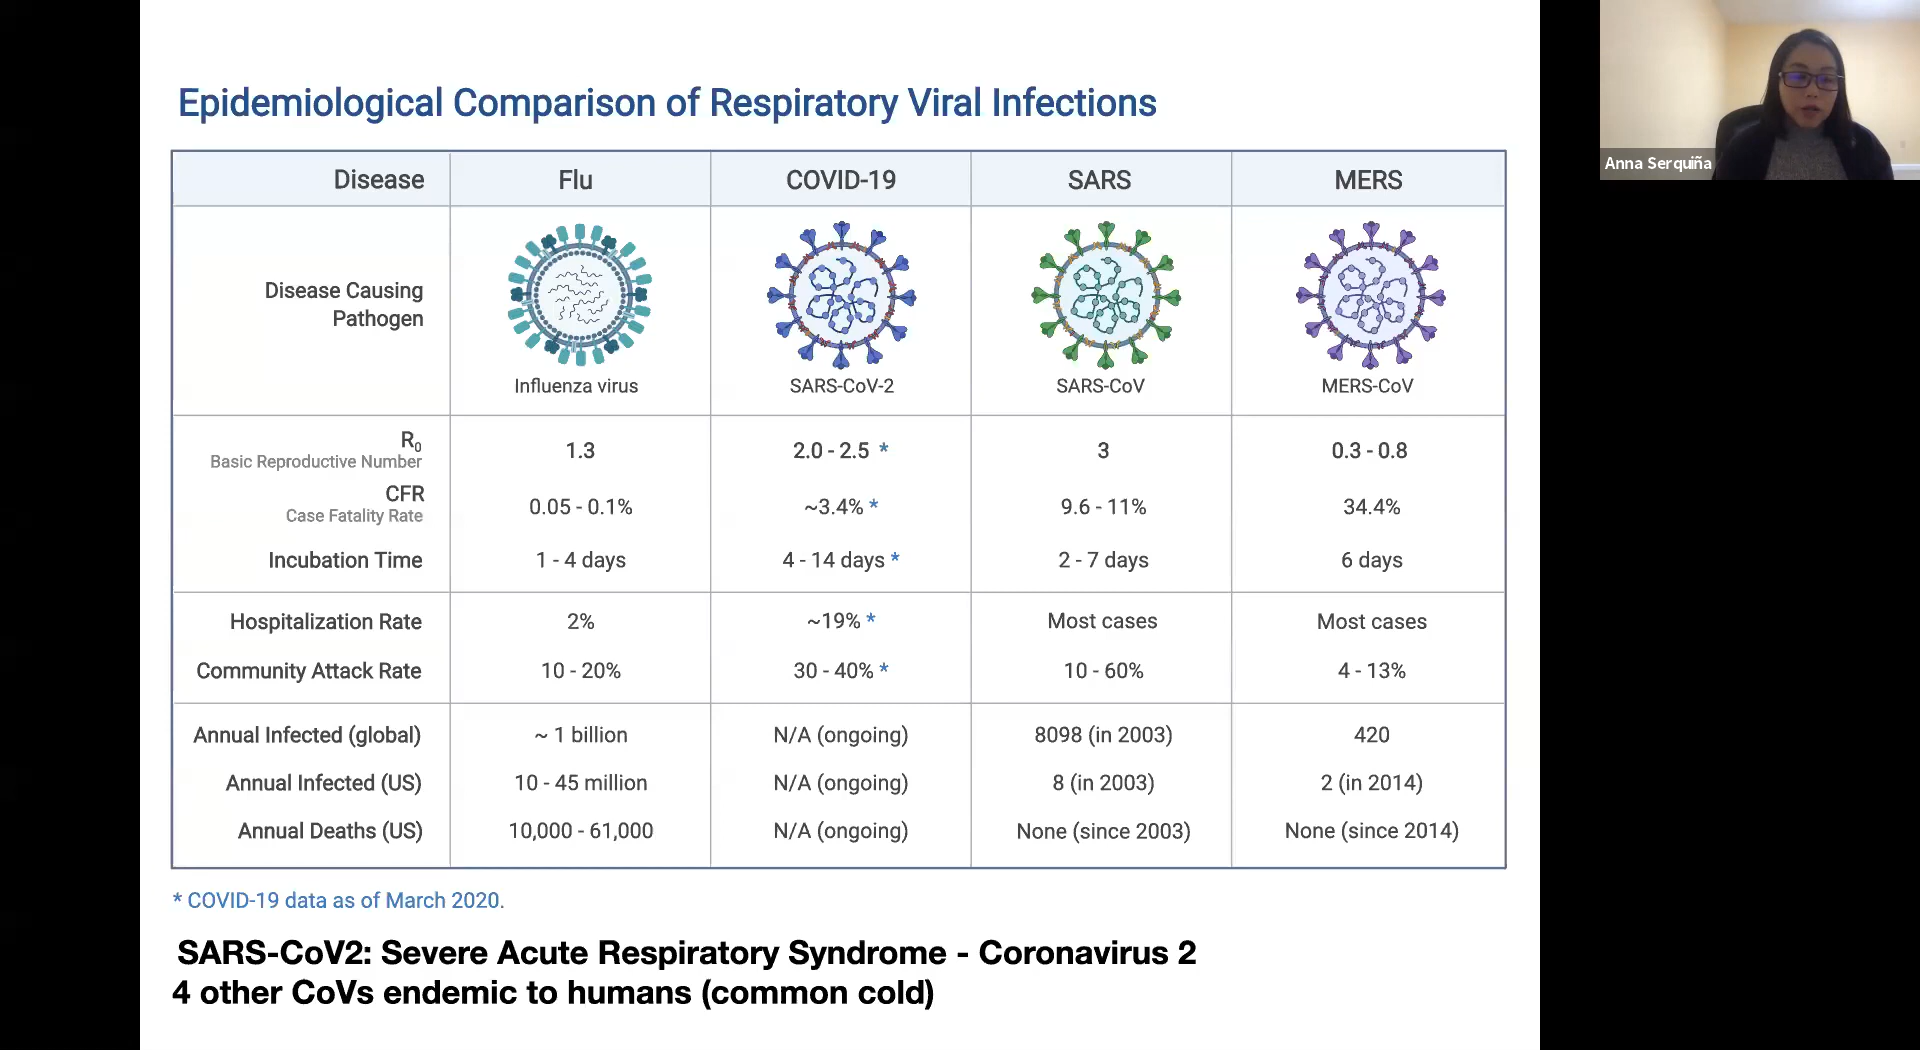 Epidemiological Comparison of Respiratory Viral Infections
Disease Flu COVID-19 SARS MERS
Disease Causing
Pathogen
Influenza virus SARS-CoV-2 SARS-CoV MERS-CoV
R0 1.3 2.0 - 2.5 * 3 0.3 - 0.8
Basic Reproductive Number
CFR 0.05 - 0.1% ~3.4% * 9.6 - 11% 34.4%
Case Fatality Rate
Incubation Time 1 - 4 days 4 - 14 days * 2 - 7 days 6 days
Hospitalization Rate 2% ~19% * Most cases Most cases
Community Attack Rate 10 - 20% 30 - 40% * 10 - 60% 4 - 13%
Annual Infected (global) ~ 1 billion N/A (ongoing) 8098 (in 2003) 420
Annual Infected (US) 10 - 45 million N/A (ongoing) 8 (in 2003) 2 (in 2014)
Annual Deaths (US) 10,000 - 61,000 N/A (ongoing) None (since 2003) None (since 2014)
* COVID-19 data as of March 2020.
SARS-CoV2: Severe Acute Respiratory Syndrome - Coronavirus 2
4 other CoVs endemic to humans (common cold)
Anna Serquiña